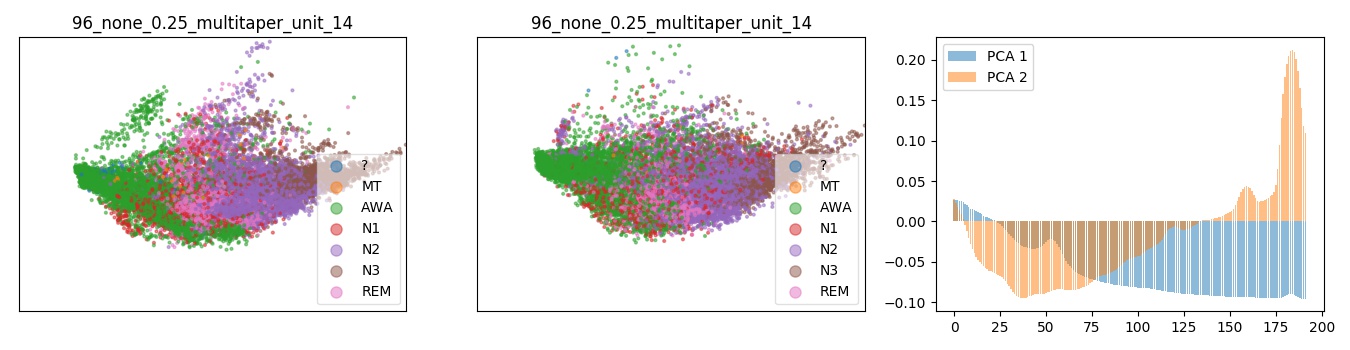 96_none_0.25_multitaper_unit_14
?
MT
AWA
N1
N2
N3
REM
96_none_0.25_multitaper_unit_14
?
MT
AWA
N1
N2
N3
REM
PCA 1
PCA 2
0.20
0.15
0.10
0.05
0.00
−0.05
−0.10
0 25 50 75 100 125 150 175 200